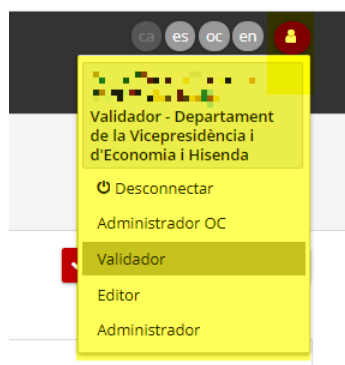 ca es oc en
Validador - Departament
de la Vicepresidència i
d'Economia i Hisenda
Desconnectar
Administrador OC
Validador
Editor
Administrador